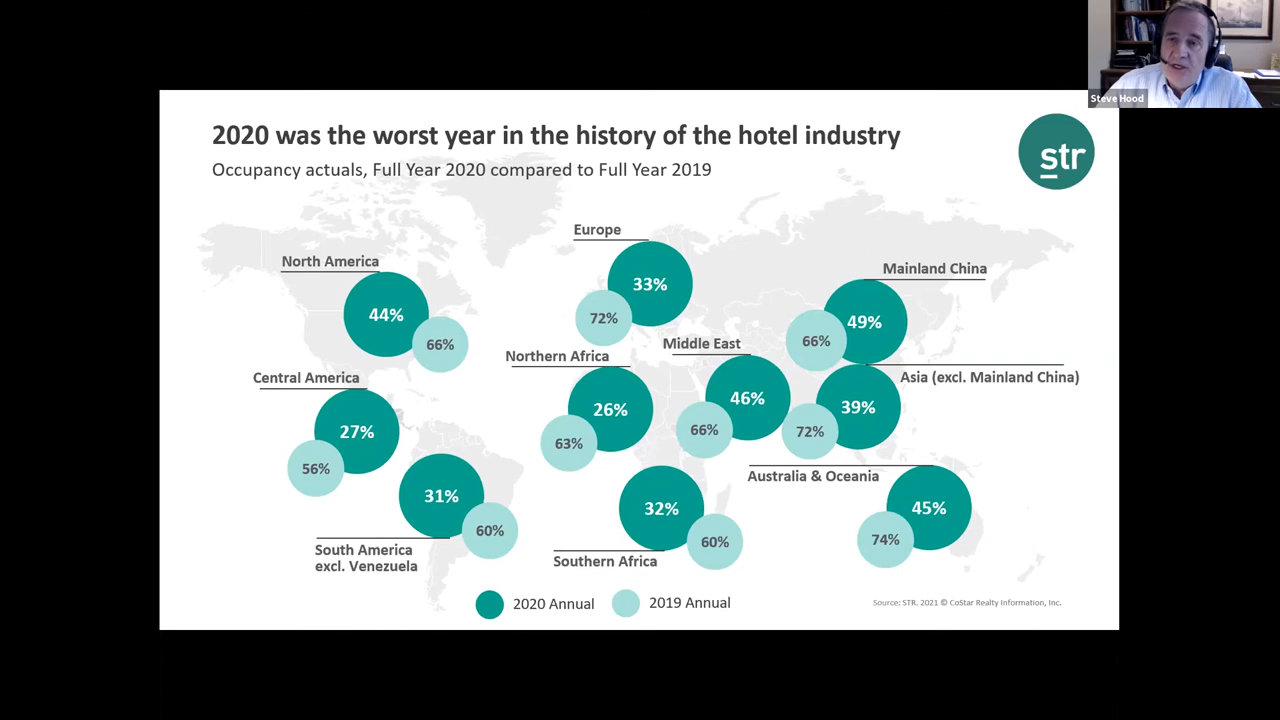 Steve Hood
2020 was the worst year in the history of the hotel industry
Occupancy actuals, Full Year 2020 compared to Full Year 2019
str
Europe
33%
72%
North America
44%
66%
Mainland China
49%
66%
Northern Africa
26%
63%
Middle East
46%
66%
Asia (excl. Mainland China)
39%
72%
Central America
27%
56%
Australia & Oceania
45%
74%
31%
60%
South America
excl. Venezuela
32%
60%
Southern Africa
2020 Annual
2019 Annual
Source: STR. 2021 © CoStar Realty Information, Inc.